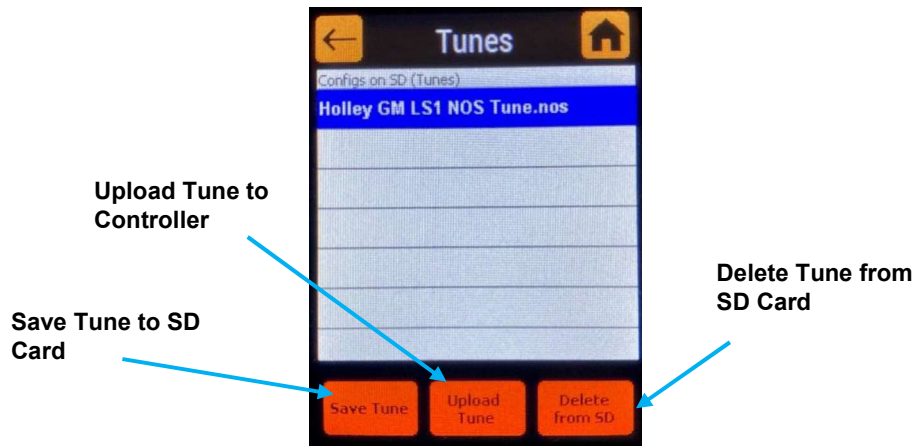 Tunes
Configs on SD (Tunes)
Holley GM LS1 NOS Tune.nos
Upload Tune to
Controller
Delete Tune from
SD Card
Save Tune to SD
Card
Save Tune
Upload
Tune
Delete
from SD